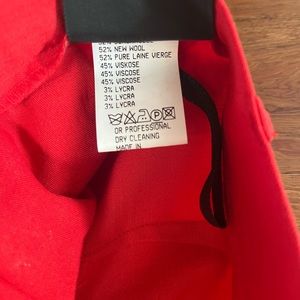 52% NEW WOOL
52% PURE LAINE VIERGE
45% VISKOSE
45% VISCOSE
45% VISCOSE
3% LYCRA
3% LYCRA
3% LYCRA
P
OR PROFESSIONAL
DRY CLEANING
MADE IN